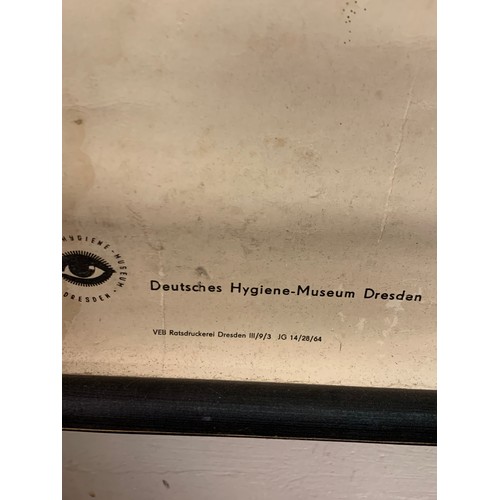 HYGIENE · MUSEUM · DRESDEN
Deutsches Hygiene-Museum Dresden
VEB Ratsdruckerei Dresden III/9/3 JG 14/28/64